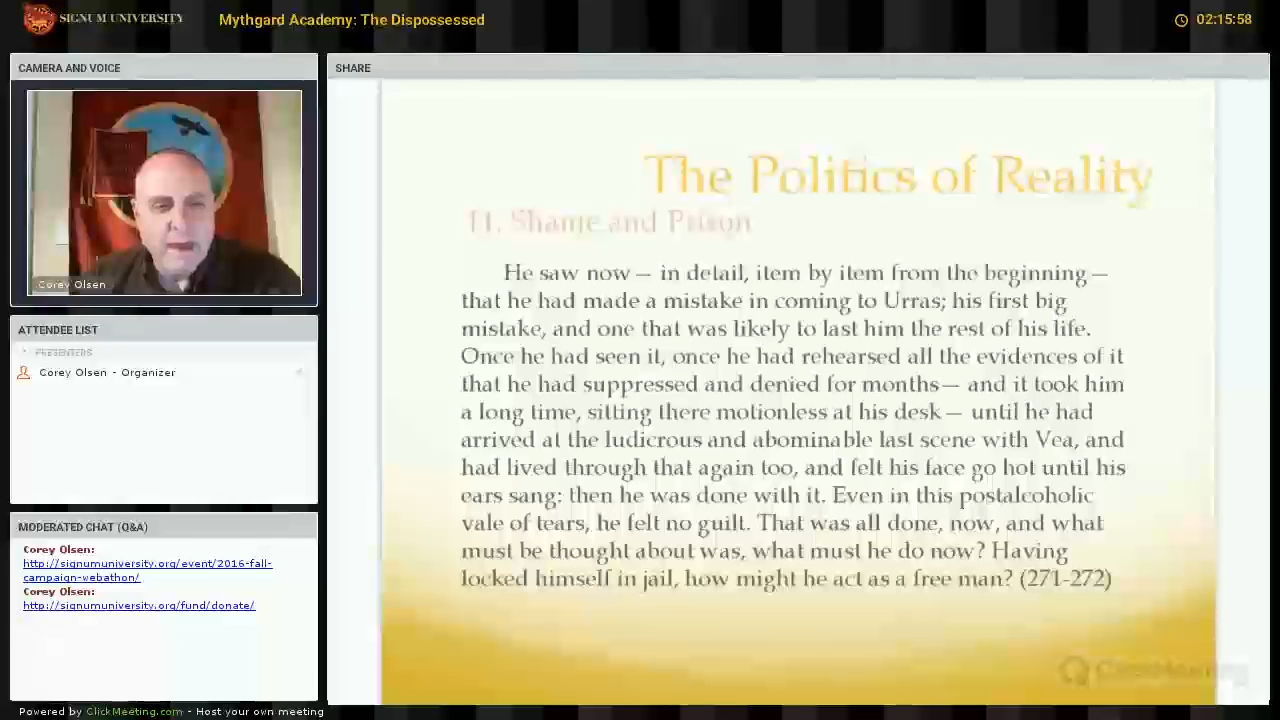 SIGNUM UNIVERSITY
Mythgard Academy: The Dispossessed
02:15:58
CAMERA AND VOICE
Corey Olsen
ATTENDEE LIST
PRESENTERS
Corey Olsen - Organizer
MODERATED CHAT (Q&A)
Corey Olsen:
http://signumuniversity.org/event/2016-fall-
campaign-webathon/
Corey Olsen:
http://signumuniversity.org/fund/donate/
SHARE
The Politics of Reality
11. Shame and Prison
He saw now — in detail, item by item from the beginning —
that he had made a mistake in coming to Urras; his first big
mistake, and one that was likely to last him the rest of his life.
Once he had seen it, once he had rehearsed all the evidences of it
that he had suppressed and denied for months— and it took him
a long time, sitting there motionless at his desk— until he had
arrived at the ludicrous and abominable last scene with Vea, and
had lived through that again too, and felt his face go hot until his
ears sang: then he was done with it. Even in this postalcoholic
vale of tears, he felt no guilt. That was all done, now, and what
must be thought about was, what must he do now? Having
locked himself in jail, how might he act as a free man? (271-272)
ClickMeeting
Powered by ClickMeeting.com - Host your own meeting